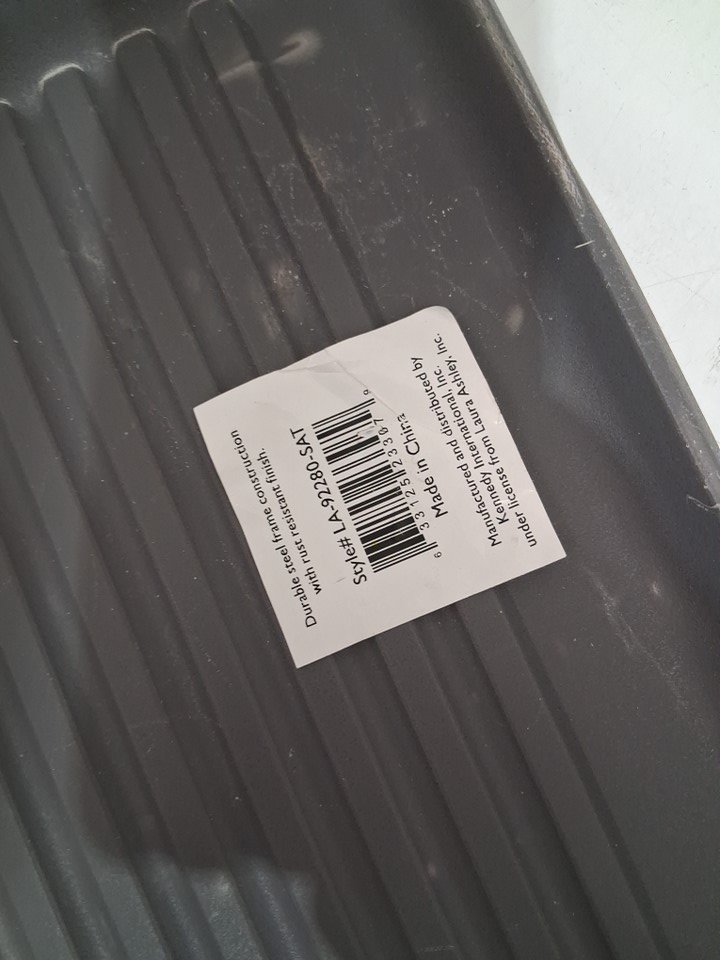 Durable steel frame construction
with rust resistant finish.
Style# LA-92280-SAT
6 33125 23307 9
Made in China
Manufactured and distributed by
Kennedy International, Inc.
under license from Laura Ashley, Inc.